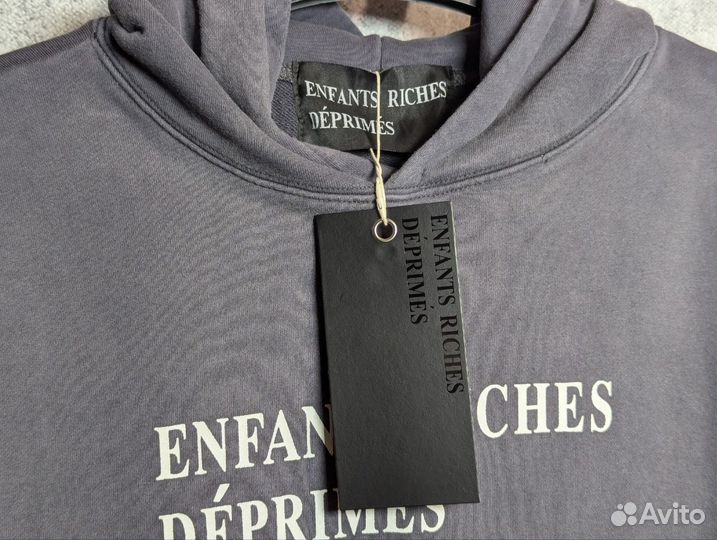 ENFANTS RICHES
DÉPRIMÉS
ENFANTS RICHES
DÉPRIMÉS
ENFAN CHES
DÉPRIMÉS
Avito